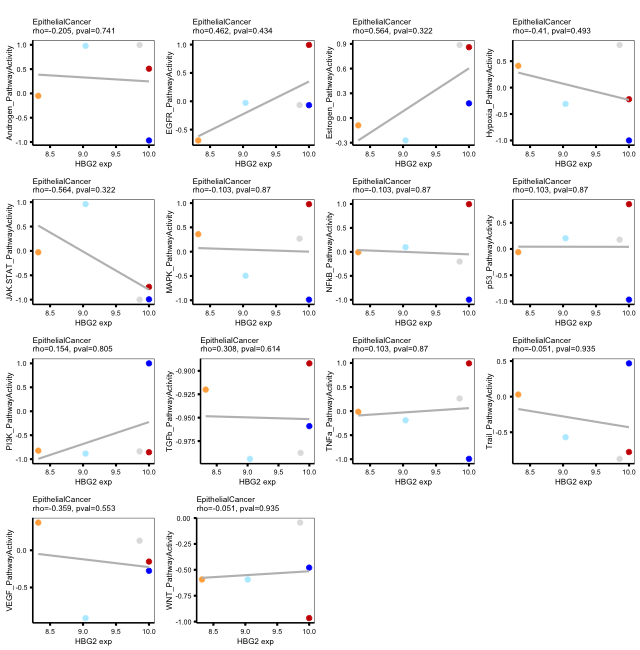 EpithelialCancer
rho=-0.205, pval=0.741
Androgen_PathwayActivity
1.0
0.5
0.0
-0.5
-1.0
8.5 9.0 9.5 10.0
HBG2 exp
EpithelialCancer
rho=0.462, pval=0.434
EGFR_PathwayActivity
1.0
0.5
0.0
-0.5
8.5 9.0 9.5 10.0
HBG2 exp
EpithelialCancer
rho=0.564, pval=0.322
Estrogen_PathwayActivity
0.9
0.6
0.3
0.0
-0.3
8.5 9.0 9.5 10.0
HBG2 exp
EpithelialCancer
rho=-0.41, pval=0.493
Hypoxia_PathwayActivity
0.5
0.0
-0.5
-1.0
8.5 9.0 9.5 10.0
HBG2 exp
EpithelialCancer
rho=-0.564, pval=0.322
JAK.STAT_PathwayActivity
1.0
0.5
0.0
-0.5
-1.0
8.5 9.0 9.5 10.0
HBG2 exp
EpithelialCancer
rho=-0.103, pval=0.87
MAPK_PathwayActivity
1.0
0.5
0.0
-0.5
-1.0
8.5 9.0 9.5 10.0
HBG2 exp
EpithelialCancer
rho=-0.103, pval=0.87
NFkB_PathwayActivity
1.0
0.5
0.0
-0.5
-1.0
8.5 9.0 9.5 10.0
HBG2 exp
EpithelialCancer
rho=0.103, pval=0.87
p53_PathwayActivity
0.5
0.0
-0.5
-1.0
8.5 9.0 9.5 10.0
HBG2 exp
EpithelialCancer
rho=0.154, pval=0.805
PI3K_PathwayActivity
1.0
0.5
0.0
-0.5
-1.0
8.5 9.0 9.5 10.0
HBG2 exp
EpithelialCancer
rho=0.308, pval=0.614
TGFb_PathwayActivity
-0.900
-0.925
-0.950
-0.975
8.5 9.0 9.5 10.0
HBG2 exp
EpithelialCancer
rho=0.103, pval=0.87
TNFa_PathwayActivity
1.0
0.5
0.0
-0.5
-1.0
8.5 9.0 9.5 10.0
HBG2 exp
EpithelialCancer
rho=-0.051, pval=0.935
Trail_PathwayActivity
0.5
0.0
-0.5
8.5 9.0 9.5 10.0
HBG2 exp
EpithelialCancer
rho=-0.359, pval=0.553
VEGF_PathwayActivity
0.0
-0.5
8.5 9.0 9.5 10.0
HBG2 exp
EpithelialCancer
rho=-0.051, pval=0.935
WNT_PathwayActivity
0.00
-0.25
-0.50
-0.75
-1.00
8.5 9.0 9.5 10.0
HBG2 exp